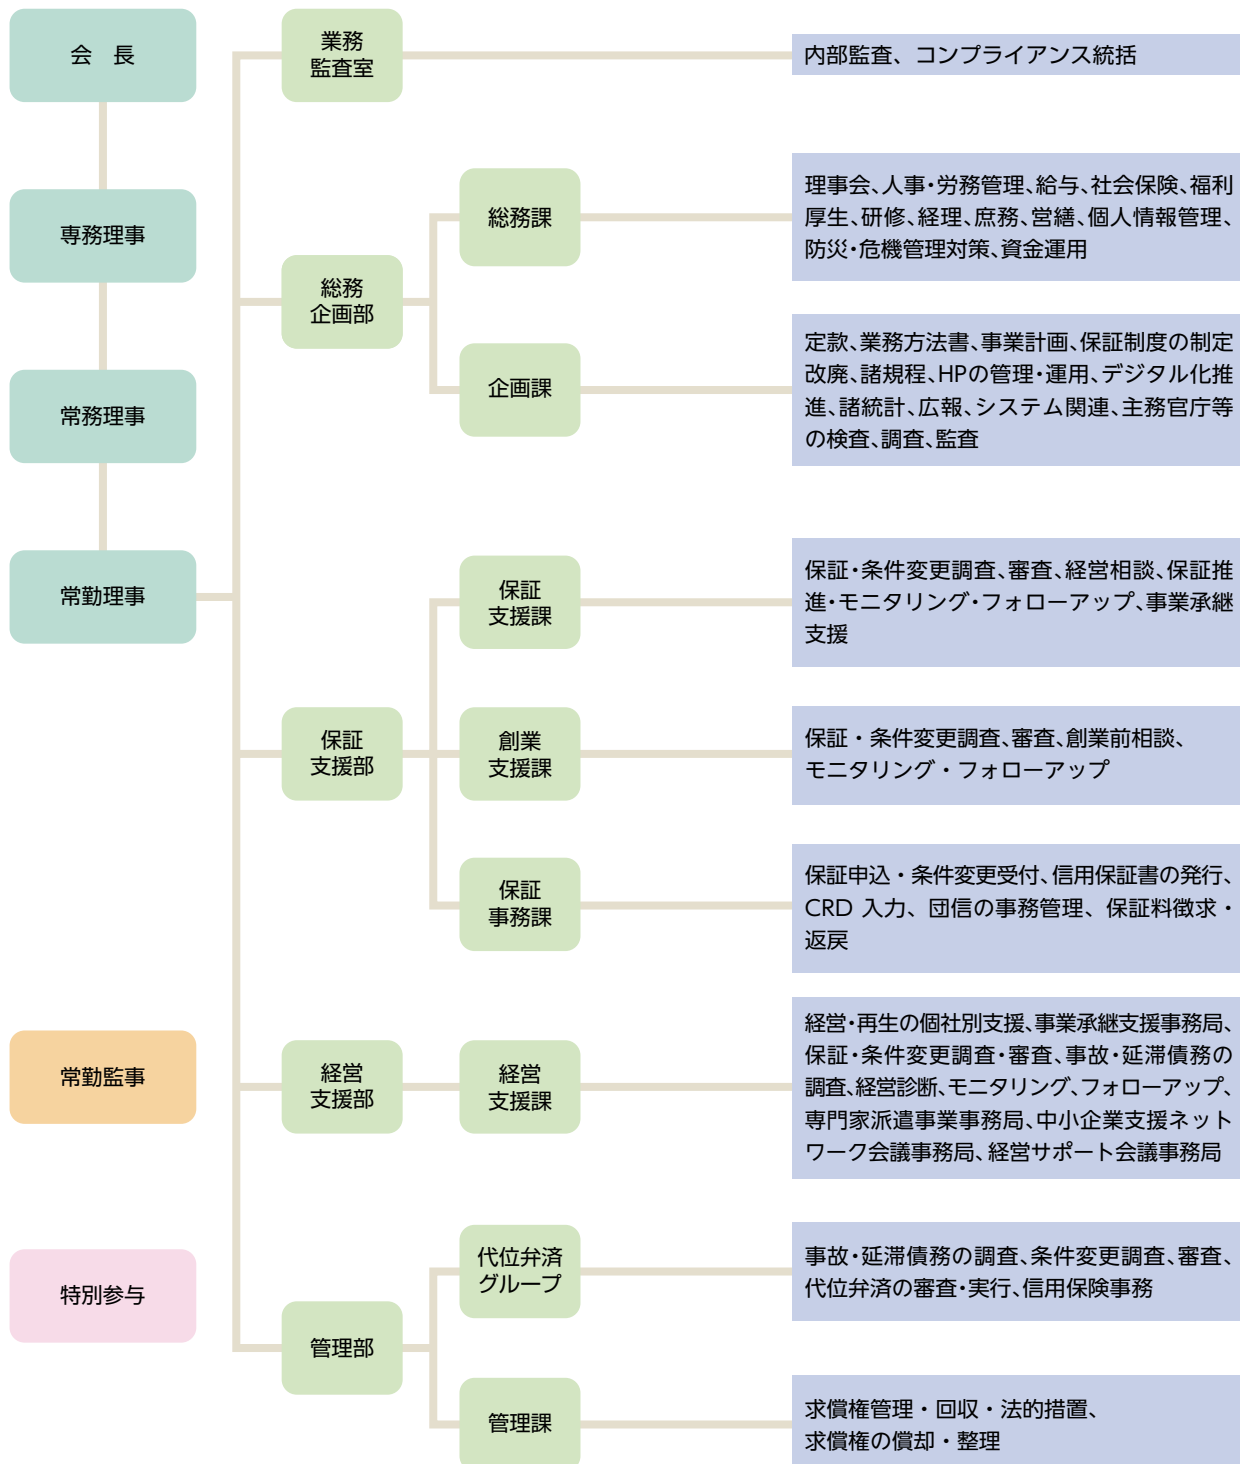 会　長
専務理事
常務理事
常勤理事
常勤監事
特別参与
業務
監査室
内部監査、コンプライアンス統括
総務
企画部
総務課
理事会、人事・労務管理、給与、社会保険、福利
厚生、研修、経理、庶務、営繕、個人情報管理、
防災・危機管理対策、資金運用
企画課
定款、業務方法書、事業計画、保証制度の制定
改廃、諸規程、HPの管理・運用、デジタル化推
進、諸統計、広報、システム関連、主務官庁等
の検査、調査、監査
保証
支援部
保証
支援課
保証・条件変更調査、審査、経営相談、保証推
進・モニタリング・フォローアップ、事業承継
支援
創業
支援課
保証・条件変更調査、審査、創業前相談、
モニタリング・フォローアップ
保証
事務課
保証申込・条件変更受付、信用保証書の発行、
CRD 入力、団信の事務管理、保証料徴求・
返戻
経営
支援部
経営
支援課
経営・再生の個社別支援、事業承継支援事務局、
保証・条件変更調査・審査、事故・延滞債務の
調査、経営診断、モニタリング、フォローアップ、
専門家派遣事業事務局、中小企業支援ネット
ワーク会議事務局、経営サポート会議事務局
管理部
代位弁済
グループ
事故・延滞債務の調査、条件変更調査、審査、
代位弁済の審査・実行、信用保険事務
管理課
求償権管理・回収・法的措置、
求償権の償却・整理